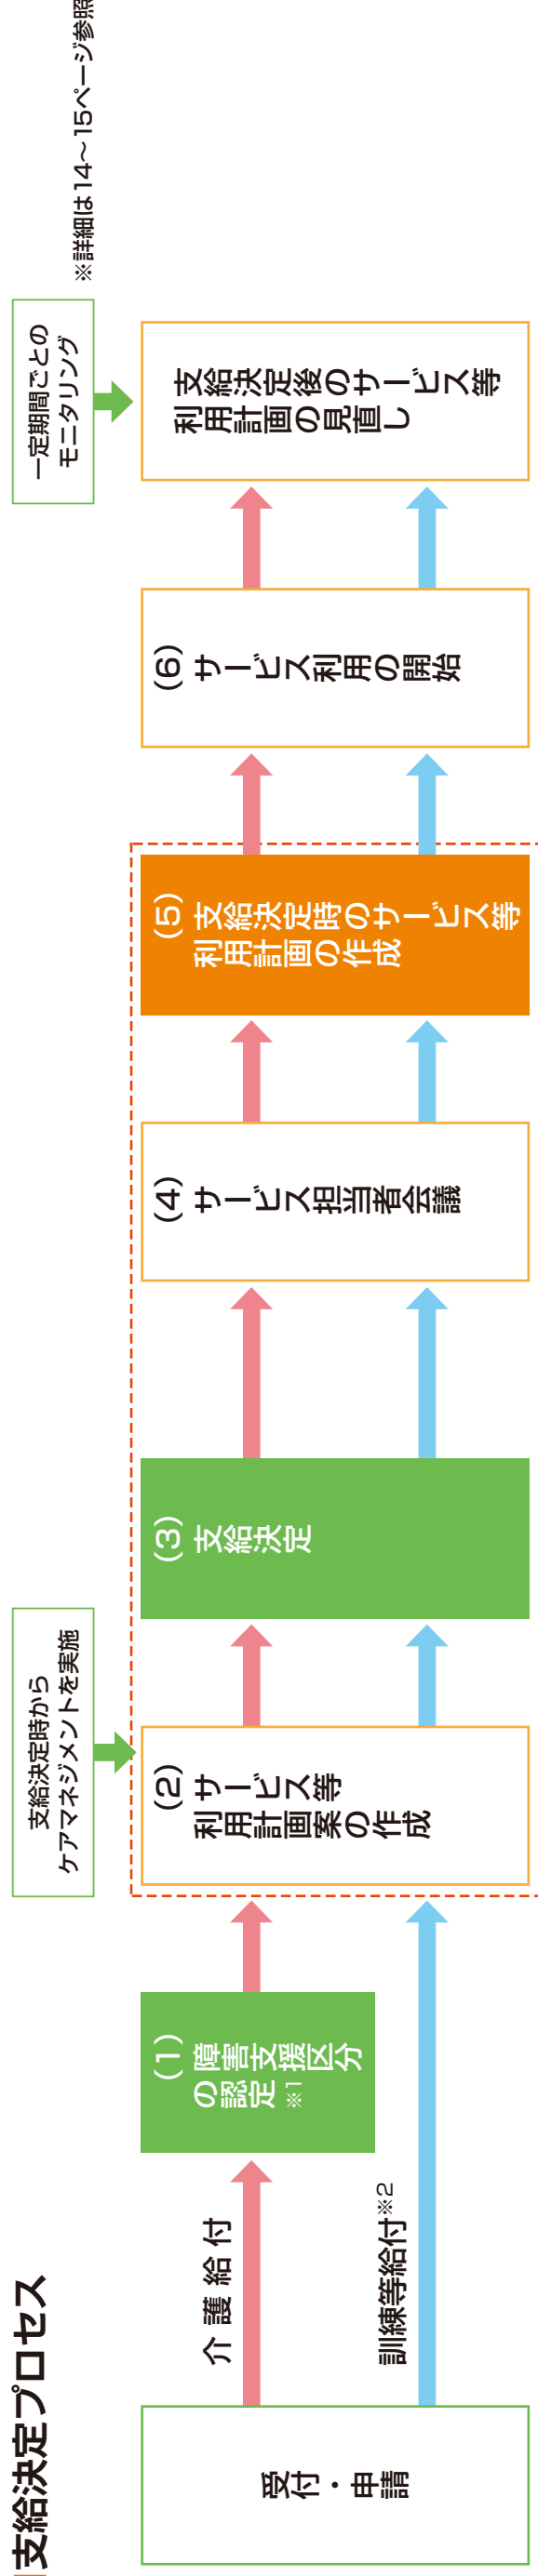 支給決定プロセス
受付・申請
介護給付
訓練等給付※2
(1)
障害支援区分
の認定※1
支給決定時から
ケアマネジメントを実施
(2)
サービス等
利用計画案の作成
(3)
支給決定
(4)
サービス担当者会議
(5)
支給決定時のサービス等
利用計画の作成
(6)
サービス利用の開始
一定期間ごとの
モニタリング
支給決定後のサービス等
利用計画の見直し
※詳細は14～15ページ参照